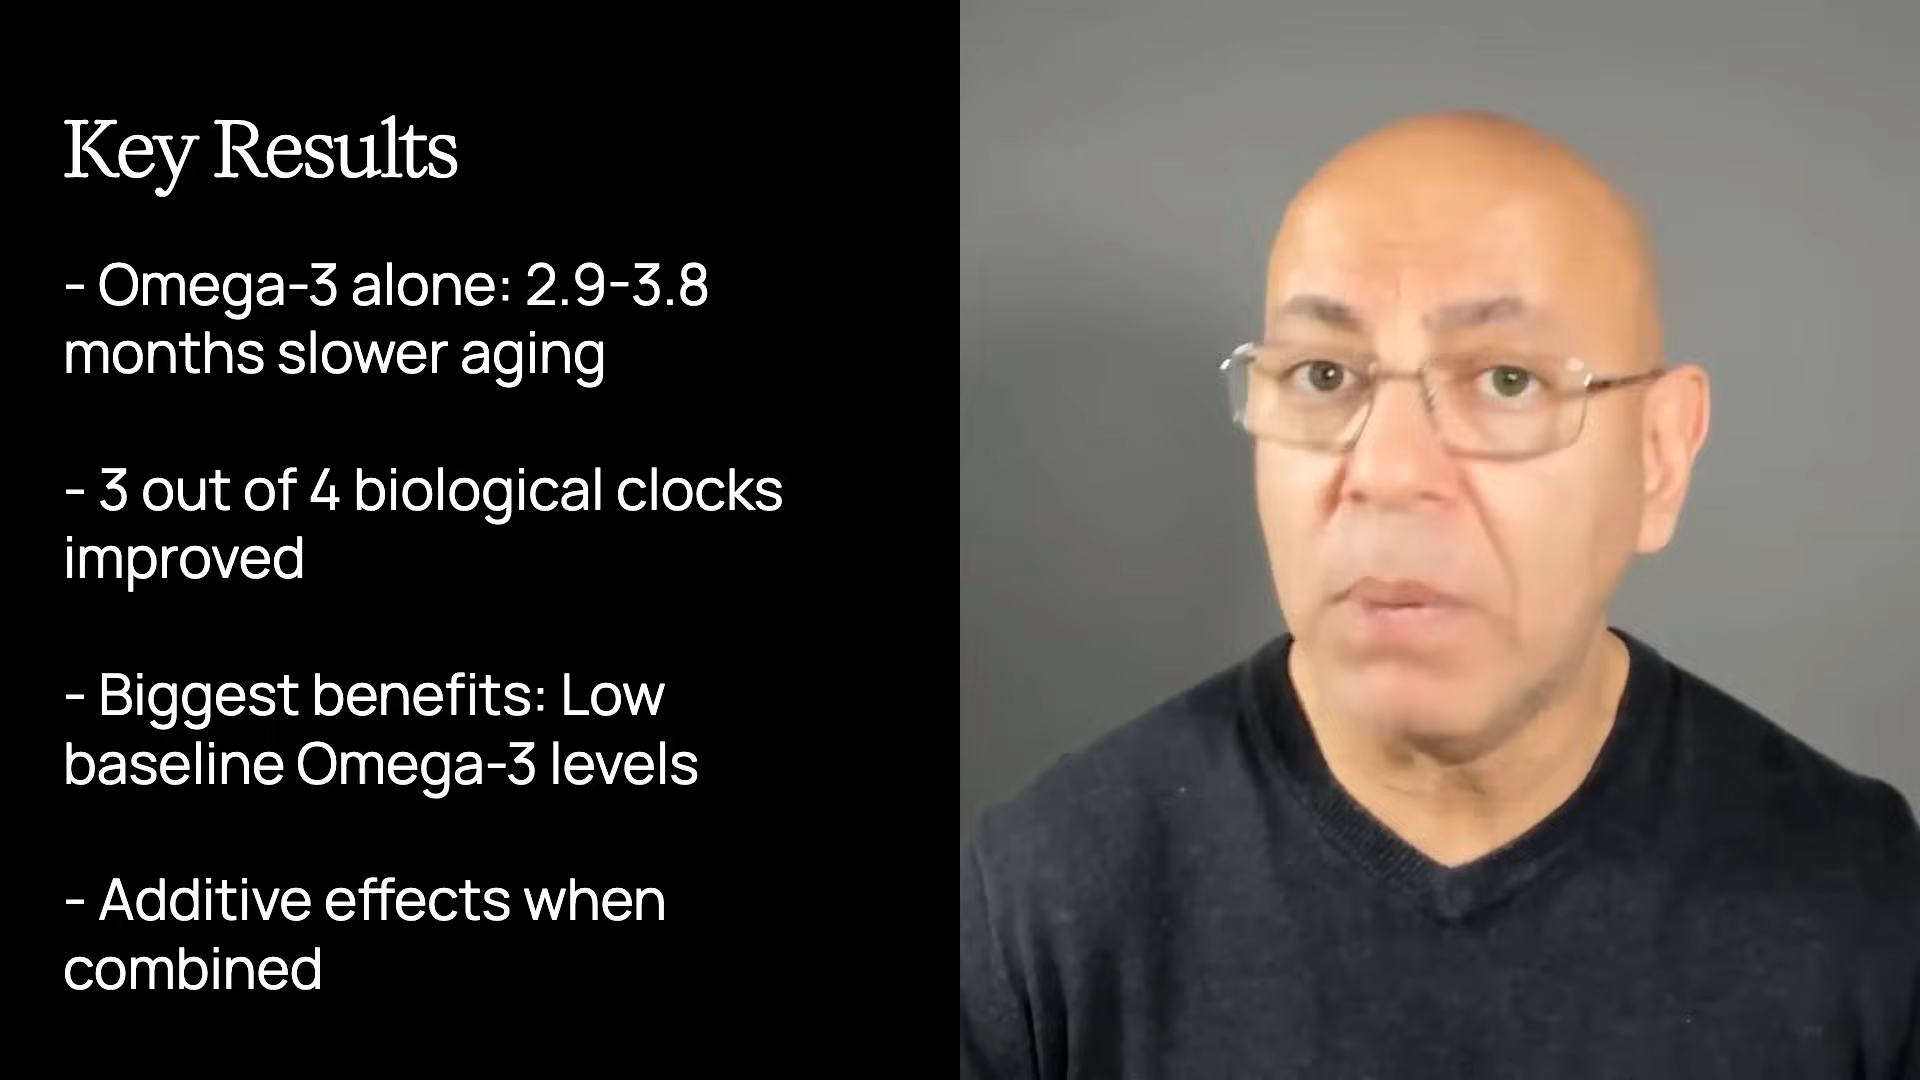 Key Results
- Omega-3 alone: 2.9-3.8
months slower aging
- 3 out of 4 biological clocks
improved
- Biggest benefits: Low
baseline Omega-3 levels
- Additive effects when
combined